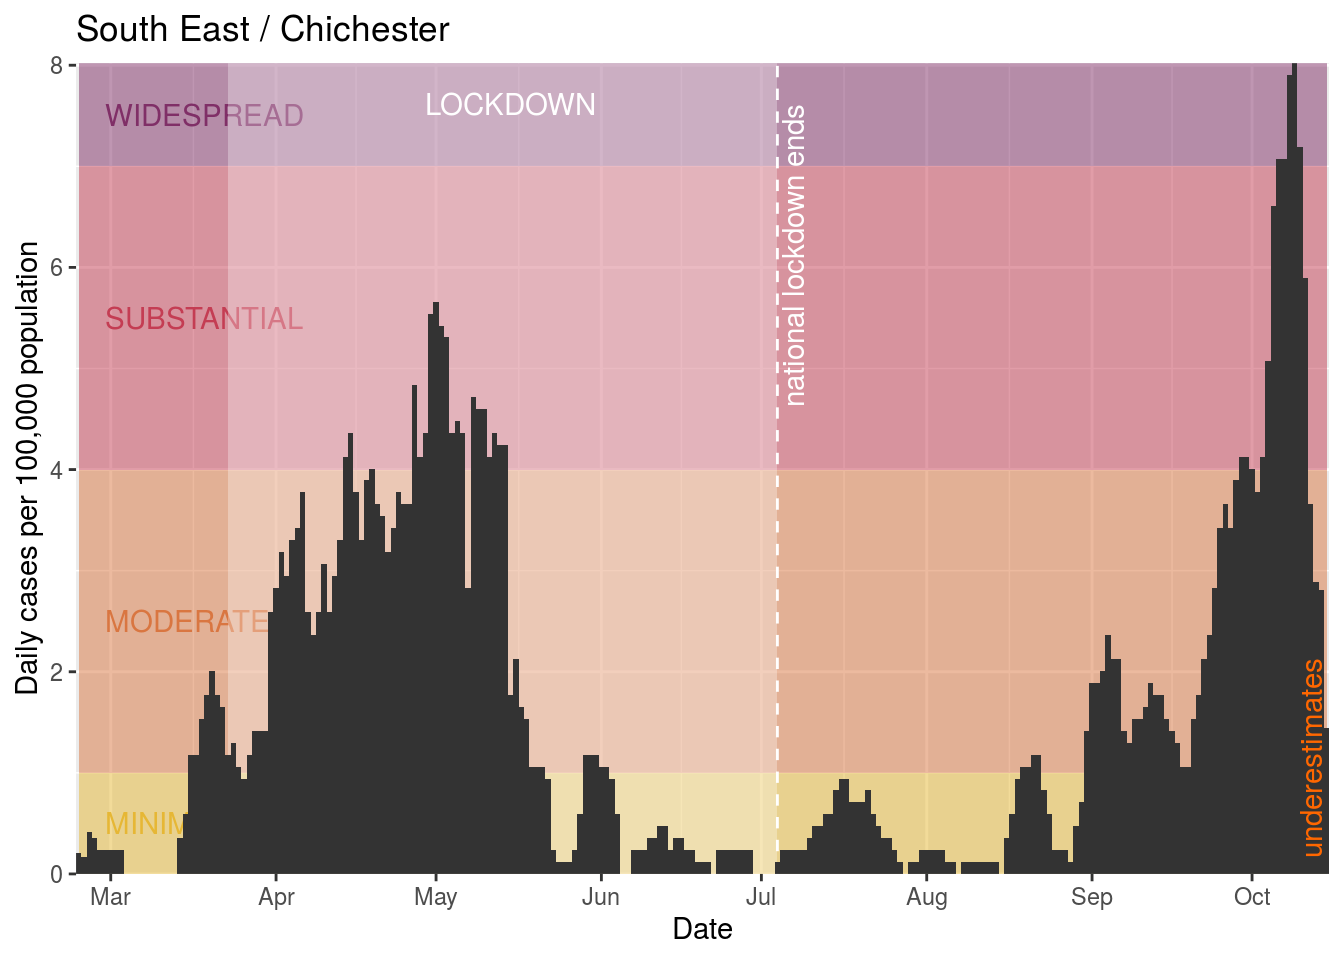 South East / Chichester
Daily cases per 100,000 population
8
6
4
2
0
WIDESPREAD
SUBSTANTIAL
MODERATE
MINIM
LOCKDOWN
national lockdown ends
underestimates
Mar Apr May Jun Jul Aug Sep Oct
Date